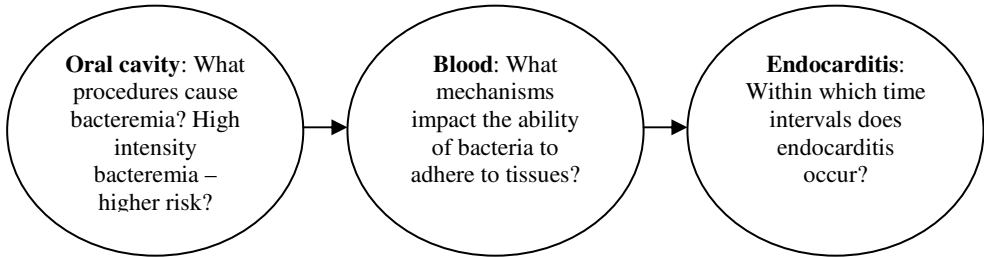 Oral cavity: What
procedures cause
bacteremia? High
intensity
bacteremia –
higher risk?
Blood: What
mechanisms
impact the ability
of bacteria to
adhere to tissues?
Endocarditis:
Within which time
intervals does
endocarditis
occur?